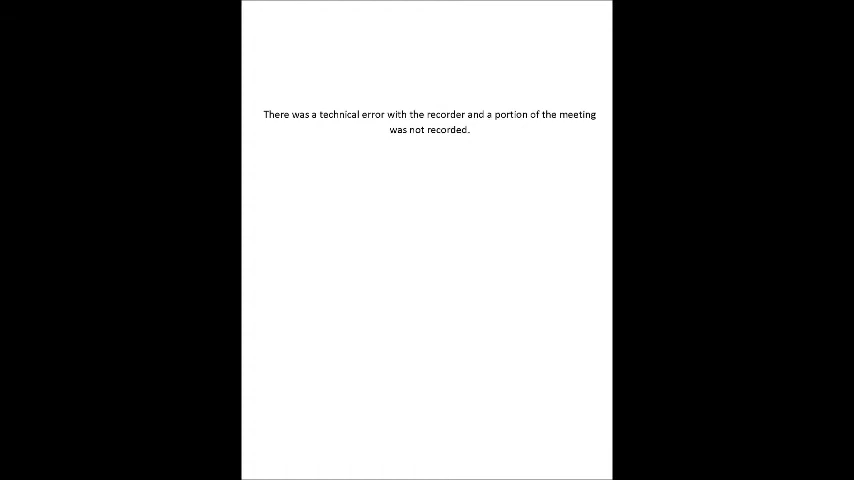 There was a technical error with the recorder and a portion of the meeting
was not recorded.